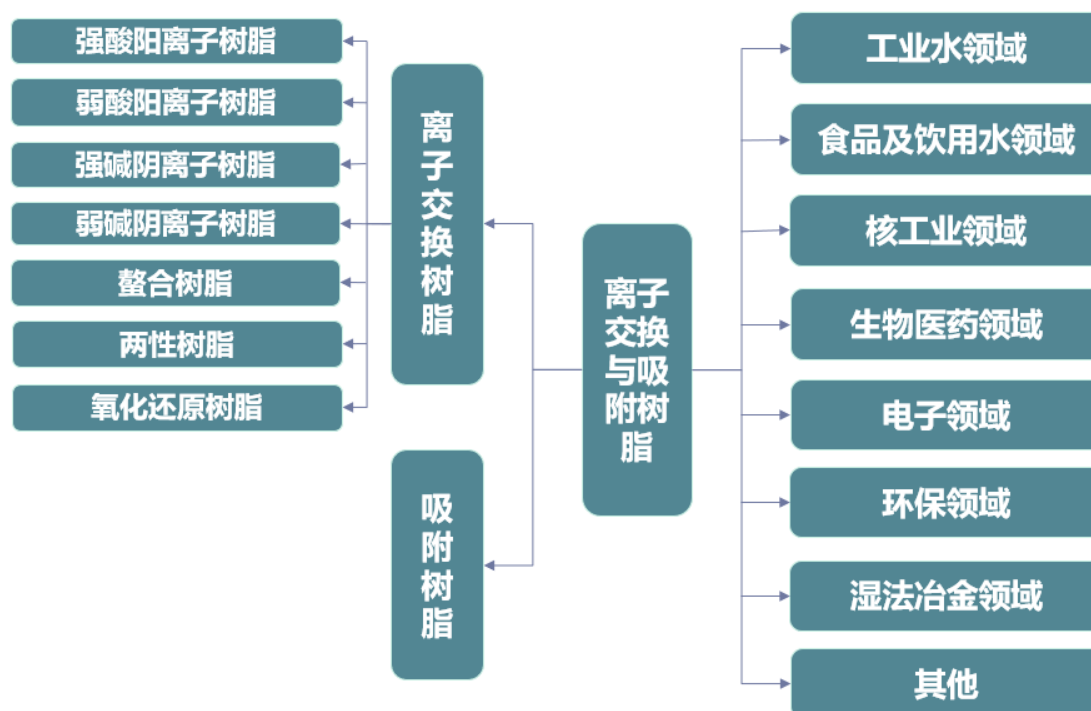 强酸阳离子树脂
弱酸阳离子树脂
强碱阴离子树脂
弱碱阴离子树脂
螯合树脂
两性树脂
氧化还原树脂
离
子
交
换
树
脂
吸
附
树
脂
离子
交换
与吸
附树
脂
工业水领域
食品及饮用水领域
核工业领域
生物医药领域
电子领域
环保领域
湿法冶金领域
其他